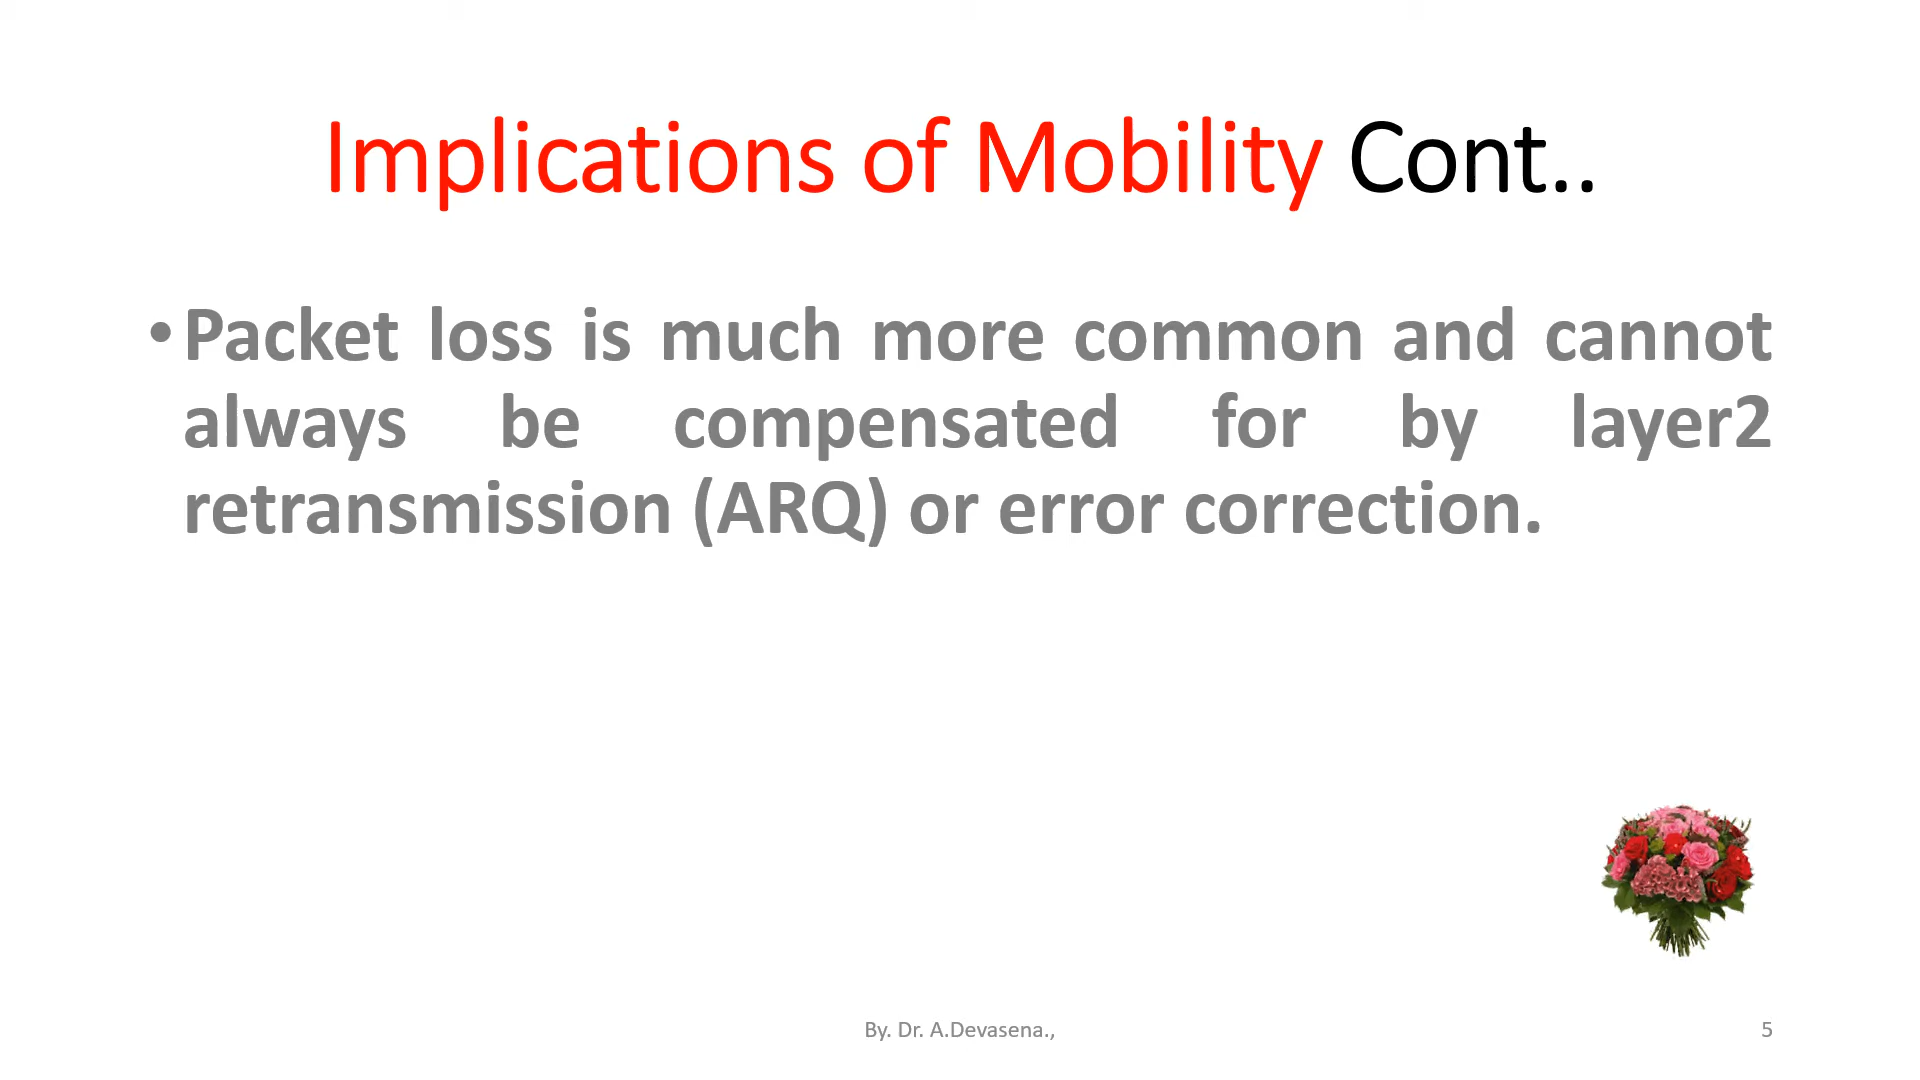 Implications of Mobility Cont..
•Packet loss is much more common and cannot
always be compensated for by layer2
retransmission (ARQ) or error correction.
By. Dr. A.Devasena.,
5